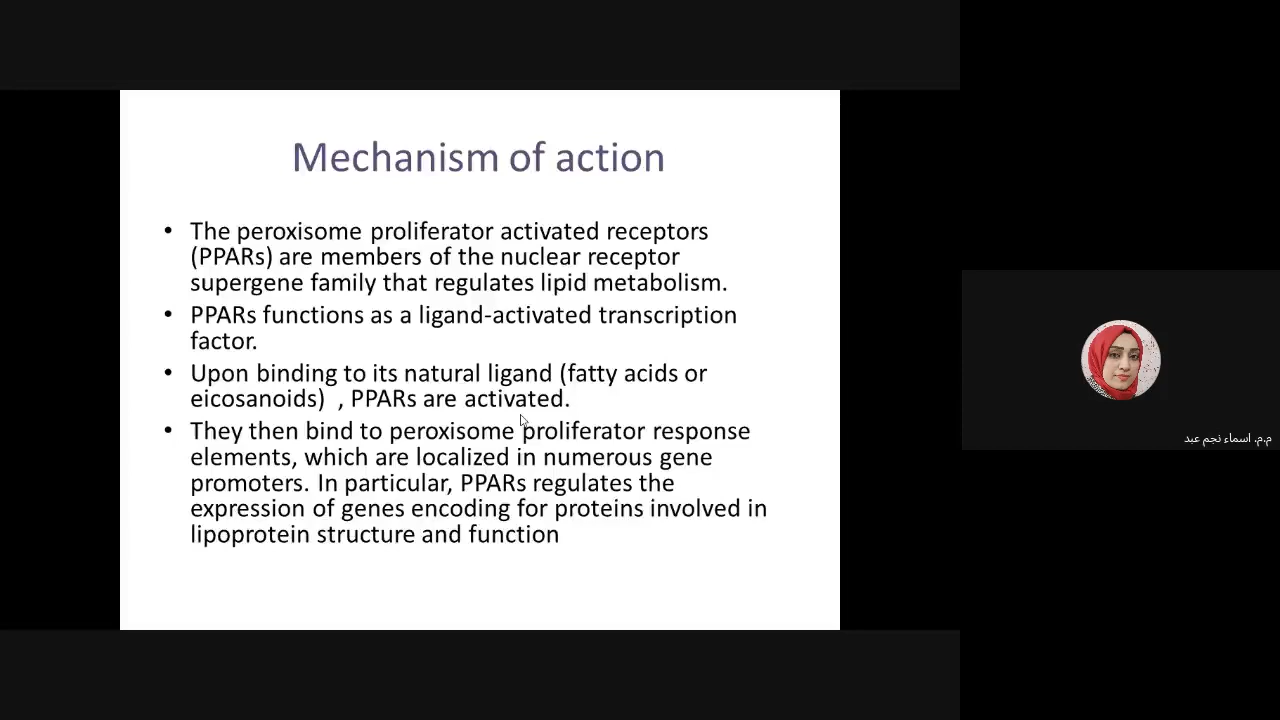 Mechanism of action
• The peroxisome proliferator activated receptors
(PPARs) are members of the nuclear receptor
supergene family that regulates lipid metabolism.
• PPARs functions as a ligand-activated transcription
factor.
• Upon binding to its natural ligand (fatty acids or
eicosanoids) , PPARs are activated.
• They then bind to peroxisome proliferator response
elements, which are localized in numerous gene
promoters. In particular, PPARs regulates the
expression of genes encoding for proteins involved in
lipoprotein structure and function
م.م. اسماء نجم عبد